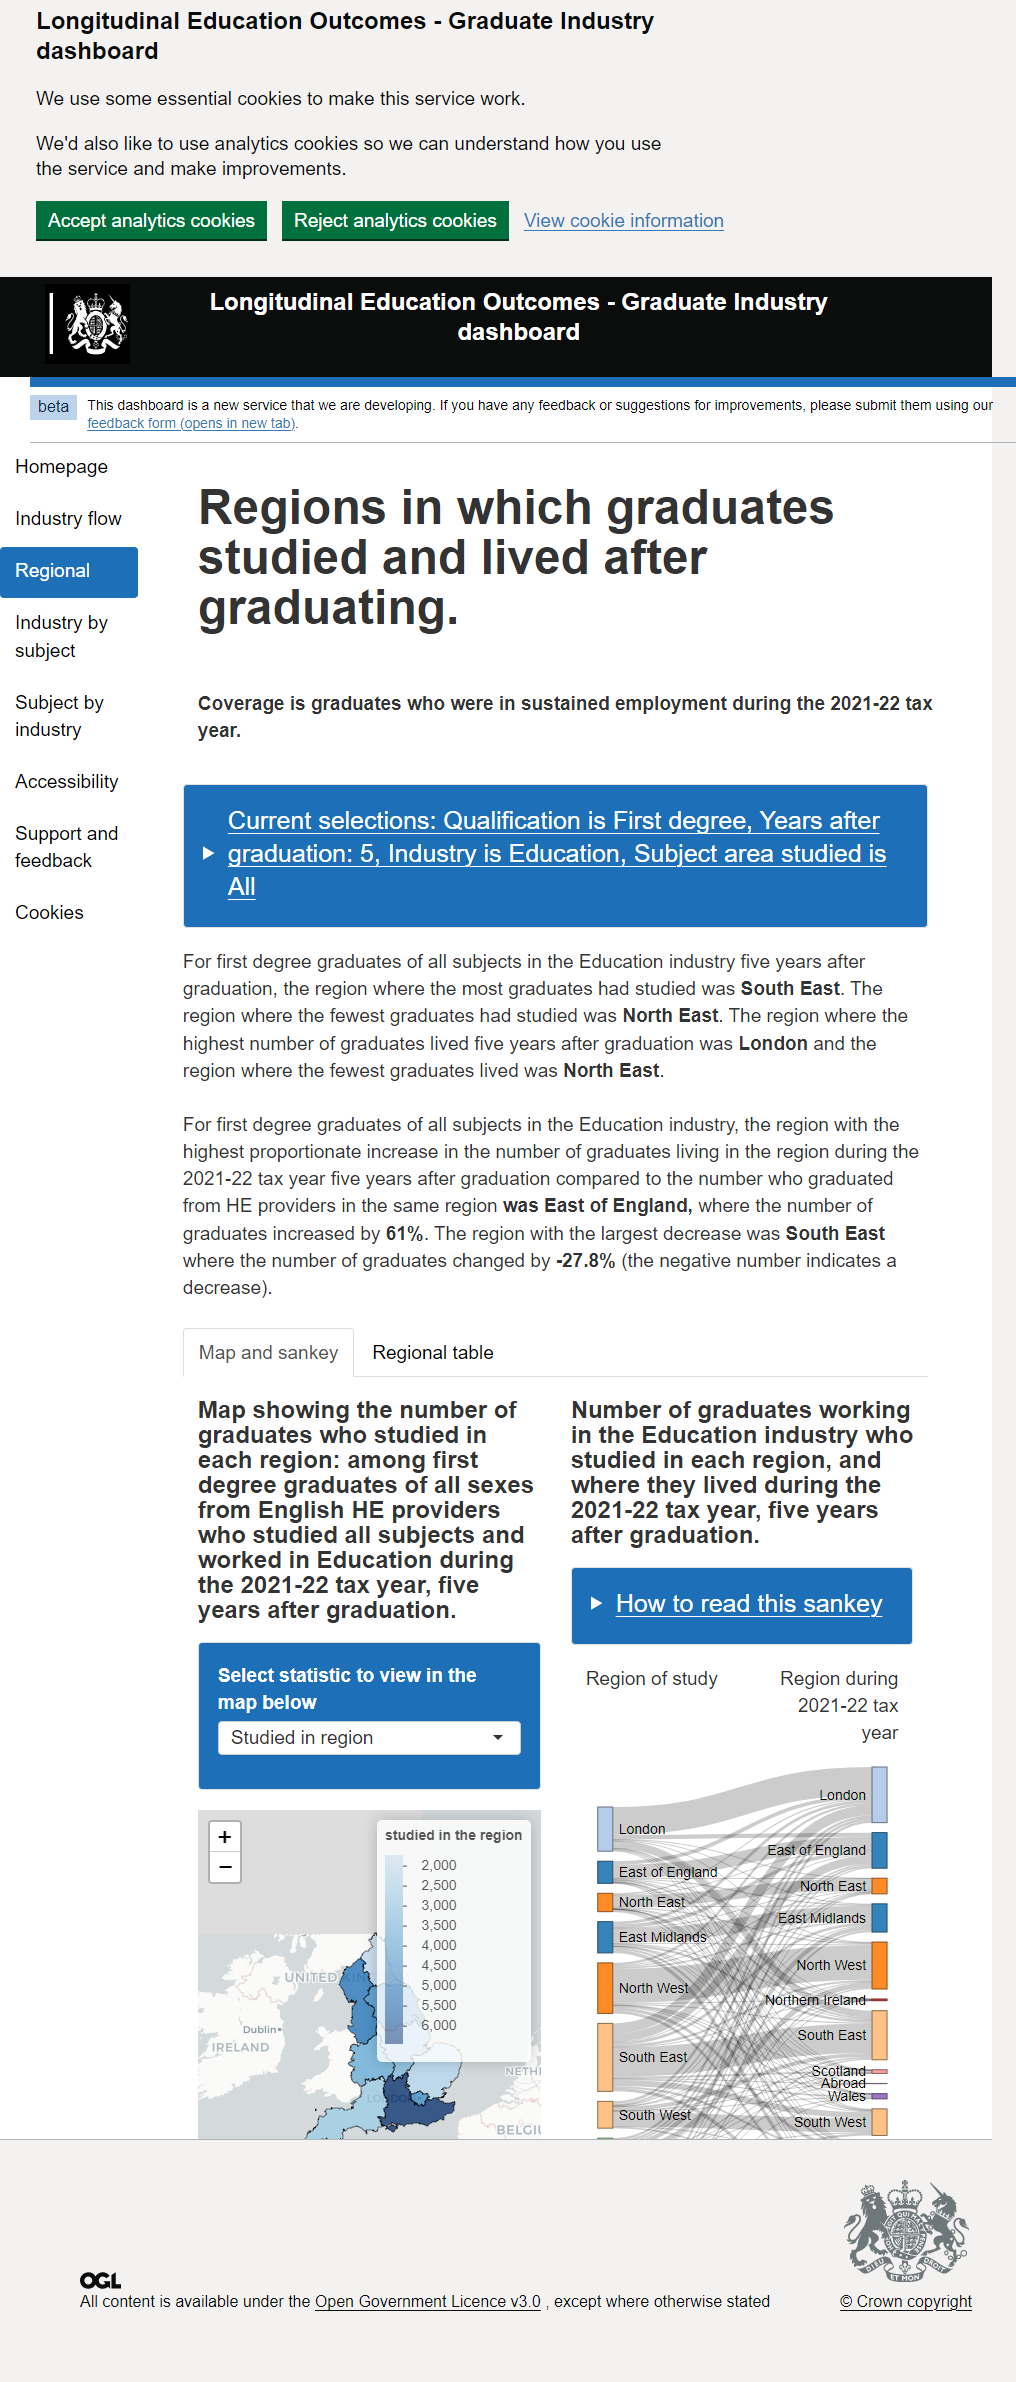 Longitudinal Education Outcomes - Graduate Industry
dashboard
We use some essential cookies to make this service work.
We'd also like to use analytics cookies so we can understand how you use
the service and make improvements.
Accept analytics cookies
Reject analytics cookies
View cookie information
Longitudinal Education Outcomes - Graduate Industry
dashboard
beta
This dashboard is a new service that we are developing. If you have any feedback or suggestions for improvements, please submit them using our
feedback form (opens in new tab).
Homepage
Industry flow
Regional
Industry by
subject
Subject by
industry
Accessibility
Support and
feedback
Cookies
Regions in which graduates
studied and lived after
graduating.
Coverage is graduates who were in sustained employment during the 2021-22 tax
year.
Current selections: Qualification is First degree, Years after
graduation: 5, Industry is Education, Subject area studied is
All
For first degree graduates of all subjects in the Education industry five years after
graduation, the region where the most graduates had studied was South East. The
region where the fewest graduates had studied was North East. The region where the
highest number of graduates lived five years after graduation was London and the
region where the fewest graduates lived was North East.
For first degree graduates of all subjects in the Education industry, the region with the
highest proportionate increase in the number of graduates living in the region during the
2021-22 tax year five years after graduation compared to the number who graduated
from HE providers in the same region was East of England, where the number of
graduates increased by 61%. The region with the largest decrease was South East
where the number of graduates changed by -27.8% (the negative number indicates a
decrease).
Map and sankey
Regional table
Map showing the number of
graduates who studied in
each region: among first
degree graduates of all sexes
from English HE providers
who studied all subjects and
worked in Education during
the 2021-22 tax year, five
years after graduation.
Select statistic to view in the
map below
Studied in region
+
−
studied in the region
2,000
2,500
3,000
3,500
4,000
4,500
5,000
5,500
6,000
UNITED
Dublin
IRELAND
LONDON
NETH
BELGIU
Number of graduates working
in the Education industry who
studied in each region, and
where they lived during the
2021-22 tax year, five years
after graduation.
How to read this sankey
Region of study
Region during
2021-22 tax
year
London
East of England
North East
East Midlands
North West
South East
South West
London
East of England
North East
East Midlands
North West
Northern Ireland
South East
Scotland
Abroad
Wales
South West
OGL
All content is available under the Open Government Licence v3.0 , except where otherwise stated
© Crown copyright